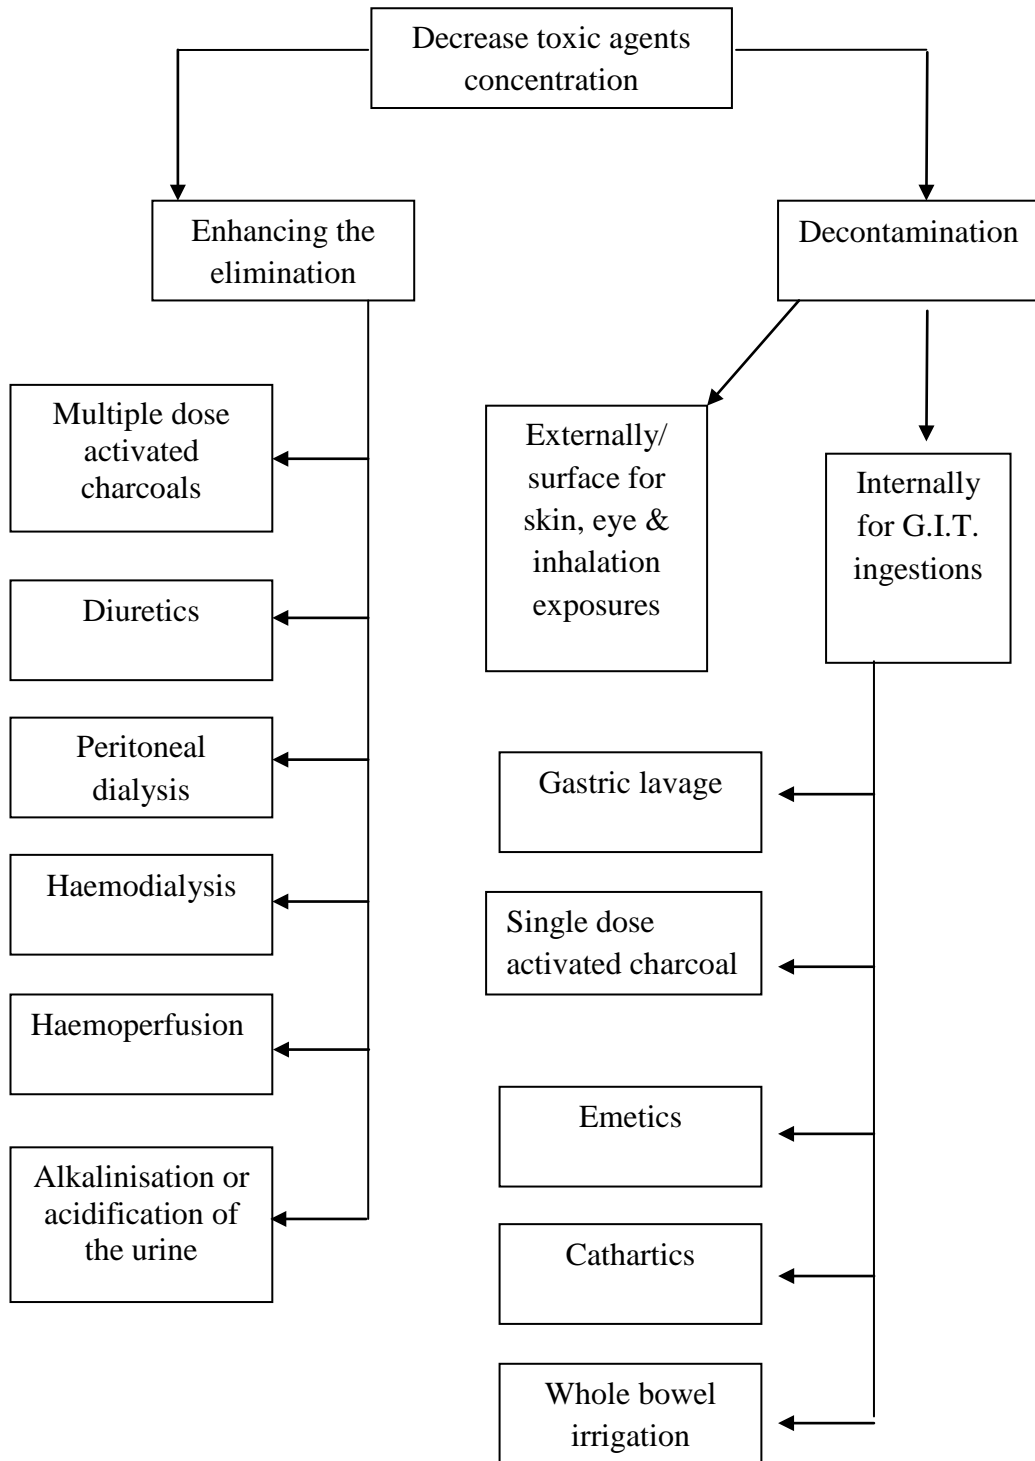 Decrease toxic agents
concentration
Enhancing the
elimination
Decontamination
Multiple dose
activated
charcoals
Diuretics
Peritoneal
dialysis
Haemodialysis
Haemoperfusion
Alkalinisation or
acidification of
the urine
Externally/
surface for
skin, eye &
inhalation
exposures
Internally
for G.I.T.
ingestions
Gastric lavage
Single dose
activated charcoal
Emetics
Cathartics
Whole bowel
irrigation